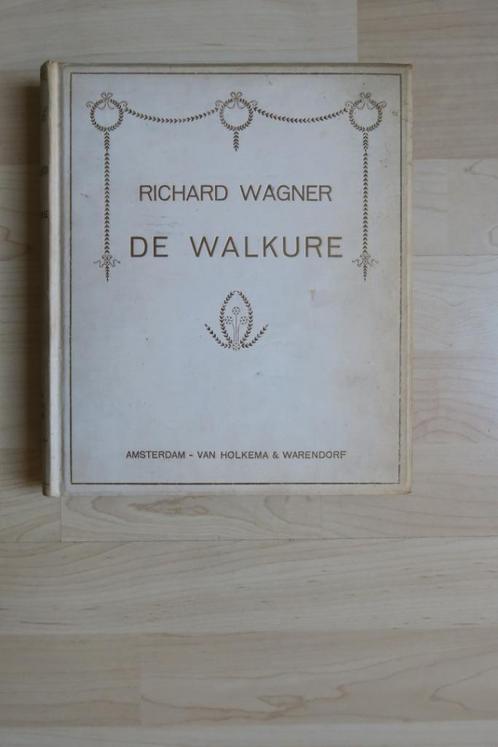 RICHARD WAGNER
DE WALKURE
AMSTERDAM - VAN HOLKEMA & WARENDORF